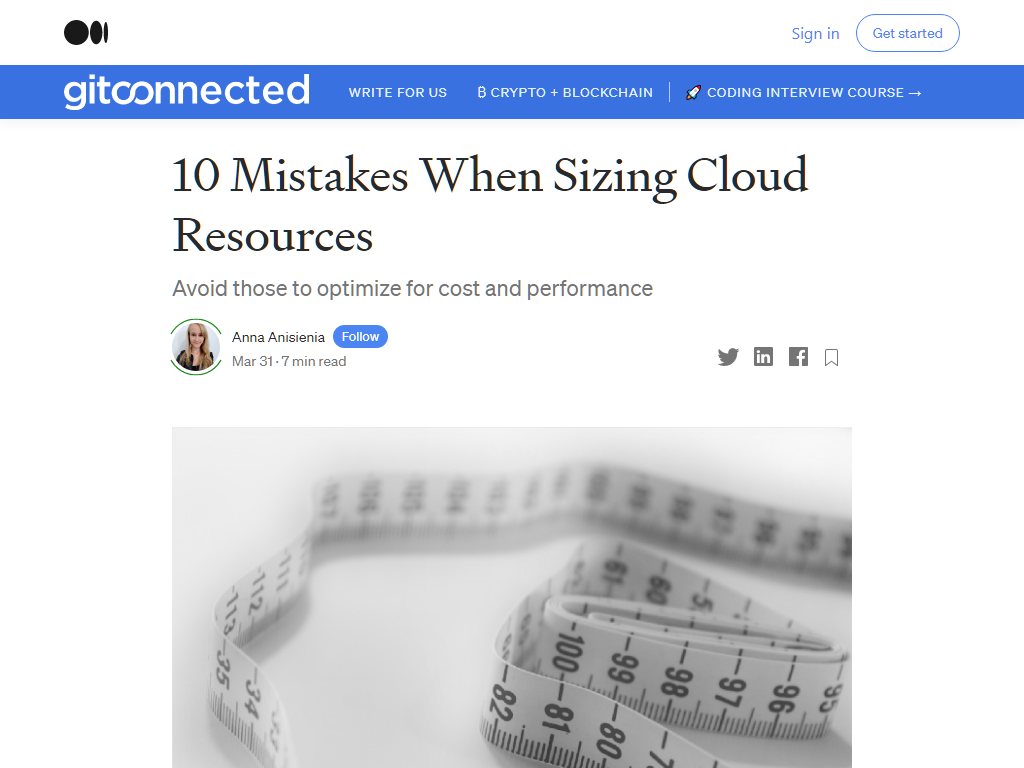 Sign in
Get started
gitconnected
WRITE FOR US
₿ CRYPTO + BLOCKCHAIN
🚀 CODING INTERVIEW COURSE →
10 Mistakes When Sizing Cloud
Resources
Avoid those to optimize for cost and performance
Anna Anisienia
Follow
Mar 31 · 7 min read
112
113
35
34
61
60
100
99
98
97
96
95
82
81
80